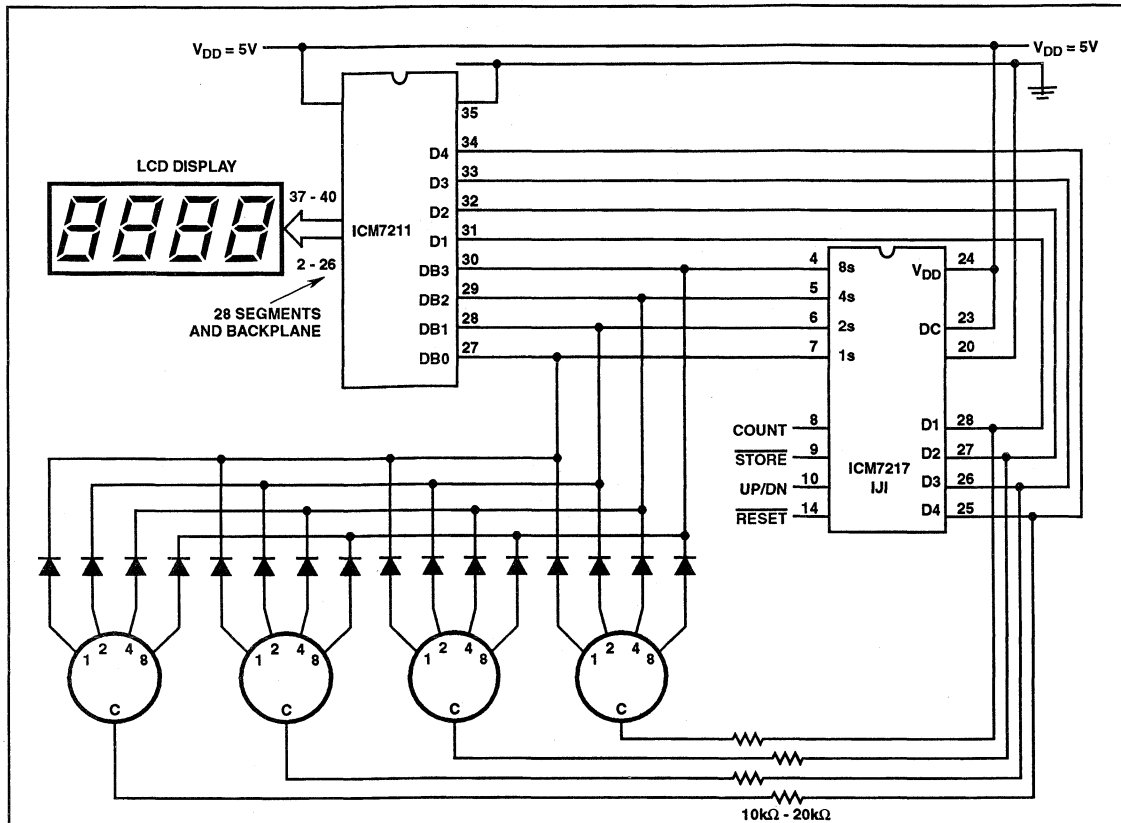 VDD = 5V
VDD = 5V
35
34
D4
LCD DISPLAY
33
D3
37 - 40
32
D2
ICM7211
31
D1
30
4
24
DB3
8s
VDD
2 - 26
29
5
DB2
4s
28 SEGMENTS
AND BACKPLANE
28
6
23
DB1
2s
DC
27
7
20
DB0
1s
COUNT
8
D1
28
STORE
9
D2
27
ICM7217
IJI
UP/DN
10
D3
26
RESET
14
D4
25
1 2 4 8
1 2 4 8
1 2 4 8
1 2 4 8
C
C
C
C
10kΩ - 20kΩ